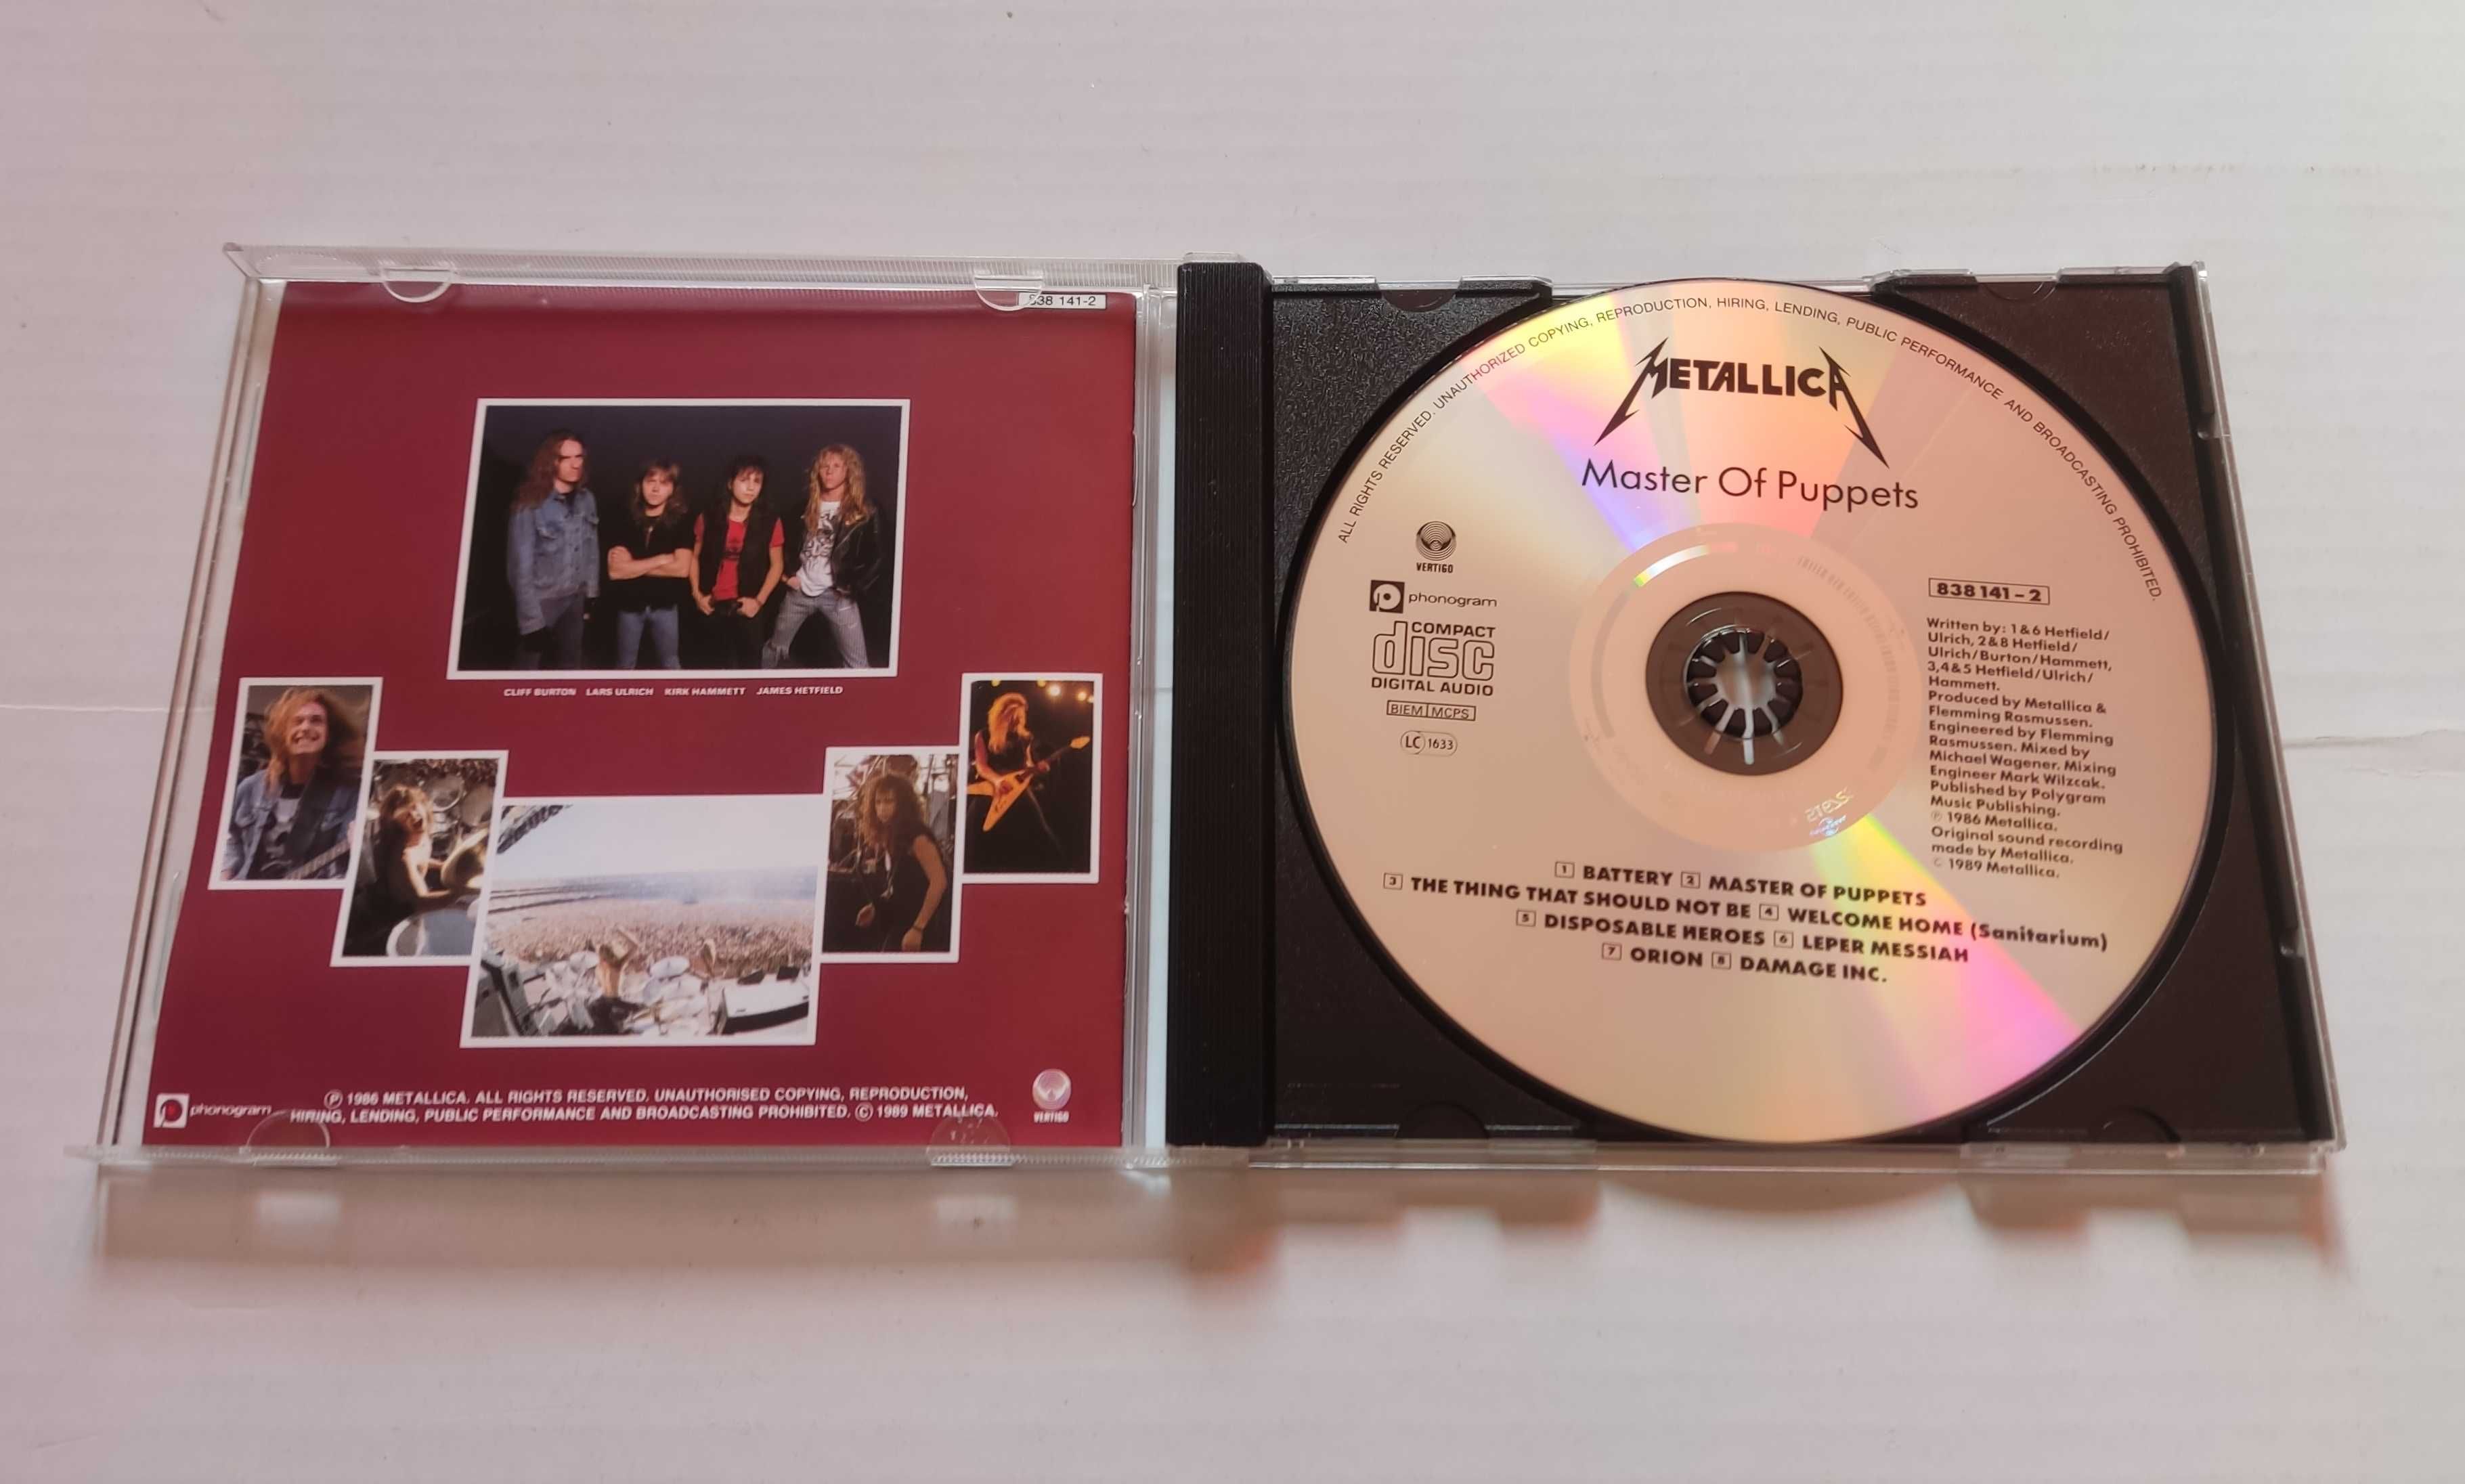 838 141-2
CLIFF BURTON LARS ULRICH KIRK HAMMETT JAMES HETFIELD
phonogram
Ⓟ 1986 METALLICA. ALL RIGHTS RESERVED. UNAUTHORISED COPYING, REPRODUCTION,
HIRING, LENDING, PUBLIC PERFORMANCE AND BROADCASTING PROHIBITED. Ⓒ 1989 METALLICA.
VERTIGO
ALL RIGHTS RESERVED. UNAUTHORIZED COPYING, REPRODUCTION, HIRING, LENDING, PUBLIC PERFORMANCE AND BROADCASTING PROHIBITED.
METALLICA
Master Of Puppets
VERTIGO
phonogram
COMPACT
disc
DIGITAL AUDIO
BIEM MCPS
LC 1633
838 141-2
Written by: 1 & 6 Hetfield/
Ulrich, 2 & 8 Hetfield/
Ulrich/Burton/Hammett,
3,4 & 5 Hetfield/Ulrich/
Hammett.
Produced by Metallica &
Flemming Rasmussen.
Engineered by Flemming
Rasmussen. Mixed by
Michael Wagener. Mixing
Engineer Mark Wilzcak.
Published by Polygram
Music Publishing.
Ⓟ 1986 Metallica.
Original sound recording
made by Metallica.
Ⓒ 1989 Metallica.
1 BATTERY 2 MASTER OF PUPPETS
3 THE THING THAT SHOULD NOT BE 4 WELCOME HOME (Sanitarium)
5 DISPOSABLE HEROES 6 LEPER MESSIAH
7 ORION 8 DAMAGE INC.